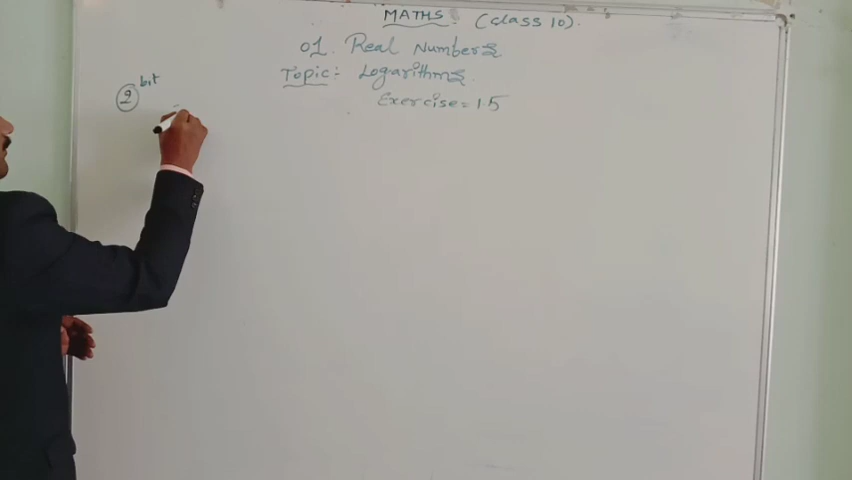 MATHS. (Class 10).
01. Real Numbers
Topic:- Logarithms.
Exercise = 1.5
2 bit